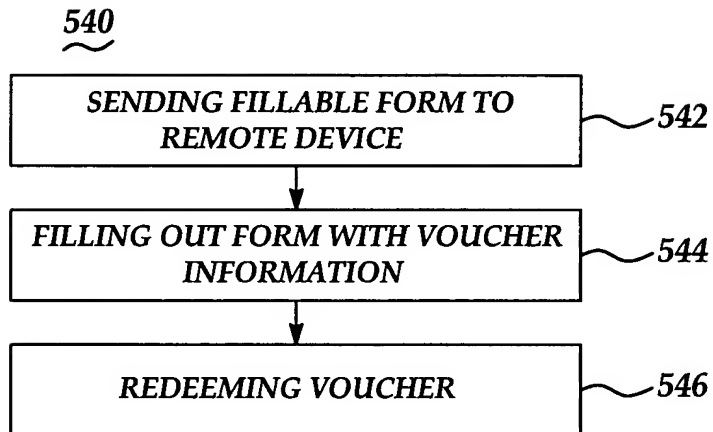 540
SENDING FILLABLE FORM TO
REMOTE DEVICE
542
FILLING OUT FORM WITH VOUCHER
INFORMATION
544
REDEEMING VOUCHER
546